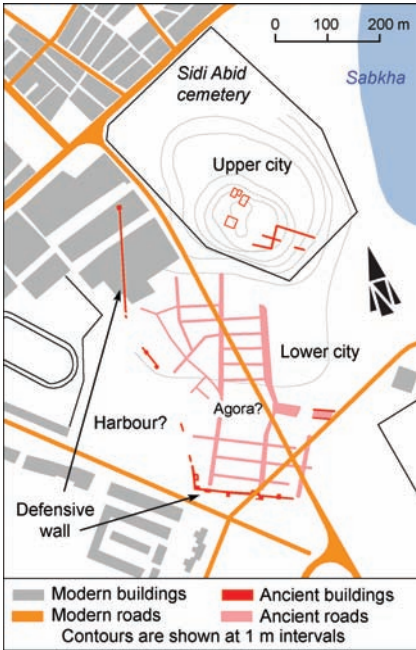 0 100 200 m
Sidi Abid
cemetery
Sabkha
Upper city
Lower city
Agora?
Harbour?
Defensive
wall
Modern buildings
Ancient buildings
Modern roads
Ancient roads
Contours are shown at 1 m intervals